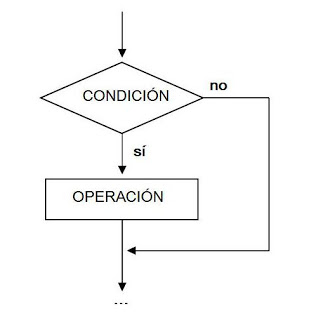 no
CONDICIÓN
sí
OPERACIÓN
...